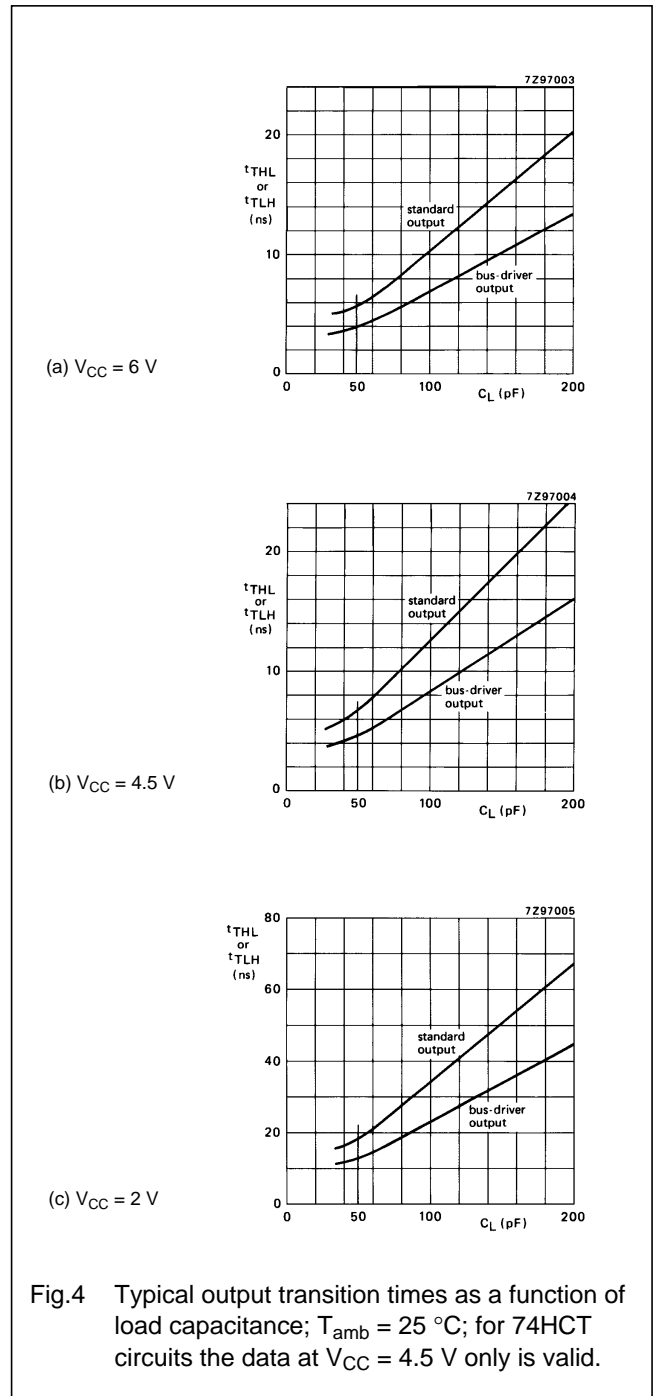 7Z97003
20
tTHL
or
tTLH
(ns)
standard
output
10
bus-driver
output
0
0
50
100
CL (pF)
200
(a) VCC = 6 V
7Z97004
20
tTHL
or
tTLH
(ns)
standard
output
10
bus-driver
output
0
0
50
100
CL (pF)
200
(b) VCC = 4.5 V
7Z97005
80
tTHL
or
tTLH
(ns)
60
standard
output
40
bus-driver
output
20
0
0
50
100
CL (pF)
200
(c) VCC = 2 V
Fig.4 Typical output transition times as a function of
load capacitance; Tamb = 25 °C; for 74HCT
circuits the data at VCC = 4.5 V only is valid.